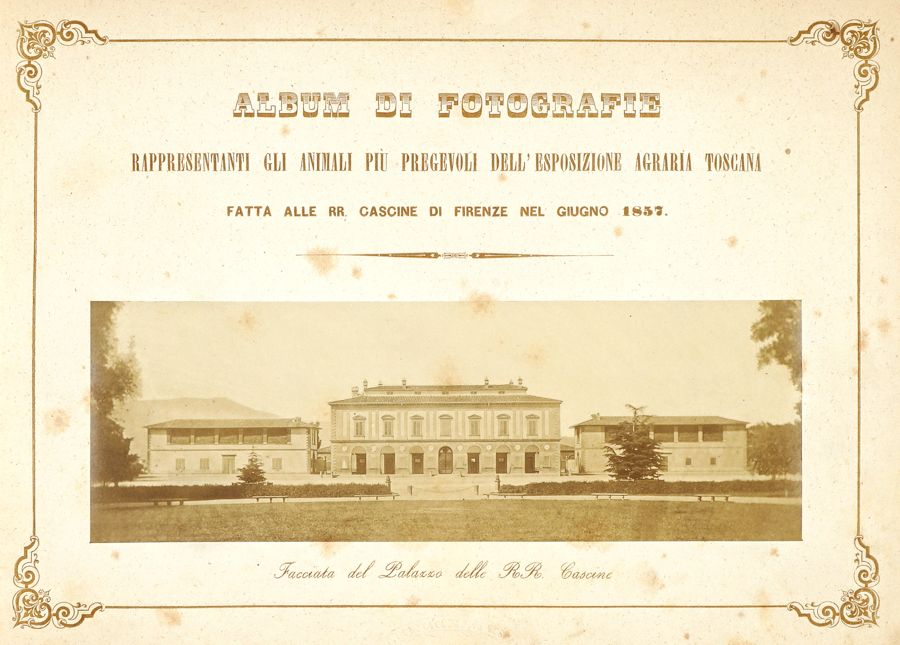 ALBUM DI FOTOGRAFIE
RAPPRESENTANTI GLI ANIMALI PIÙ PREGEVOLI DELL'ESPOSIZIONE AGRARIA TOSCANA
FATTA ALLE RR. CASCINE DI FIRENZE NEL GIUGNO 1857.
Facciata del Palazzo delle RR. Cascine